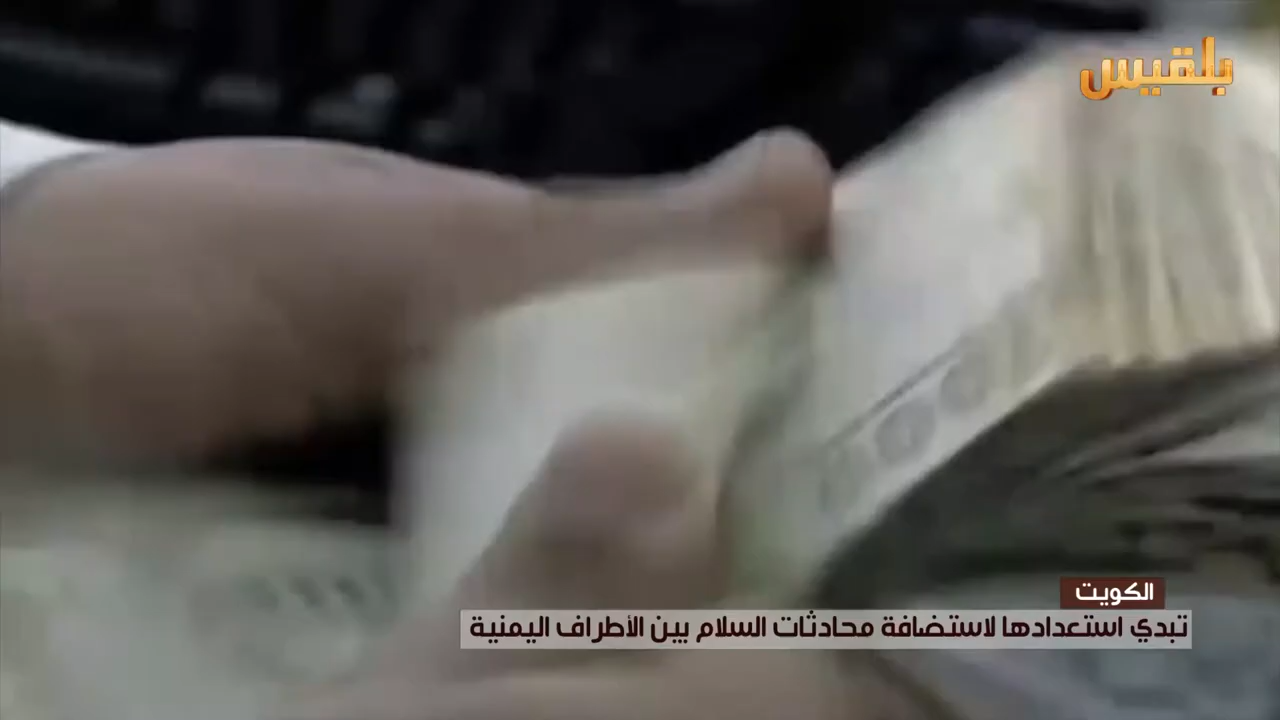 بلقيس
الكويت
تبدي استعدادها لاستضافة محادثات السلام بين الأطراف اليمنية